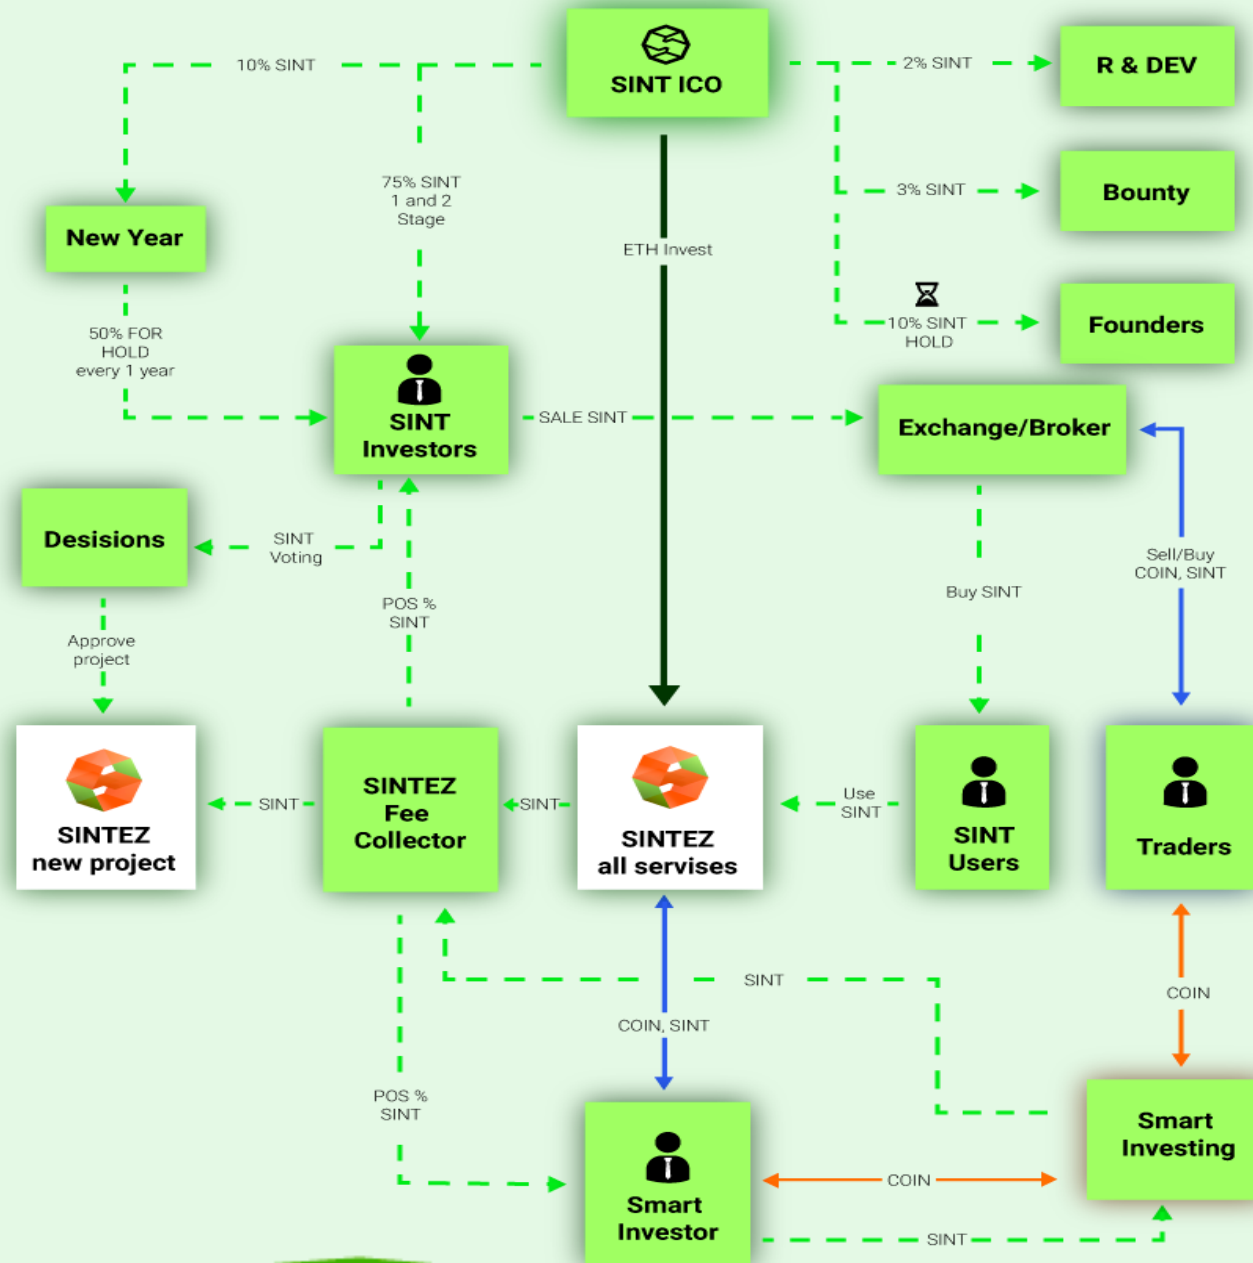 SINT ICO
10% SINT
2% SINT
R & DEV
75% SINT
1 and 2
Stage
3% SINT
Bounty
New Year
ETH Invest
50% FOR
HOLD
every 1 year
10% SINT
HOLD
Founders
SINT
Investors
SALE SINT
Exchange/Broker
Desisions
SINT
Voting
POS %
SINT
Buy SINT
Sell/Buy
COIN, SINT
Approve
project
SINTEZ
new project
SINT
SINTEZ
Fee
Collector
SINT
SINTEZ
all servises
Use
SINT
SINT
Users
Traders
SINT
COIN, SINT
COIN
POS %
SINT
Smart
Investor
COIN
Smart
Investing
SINT